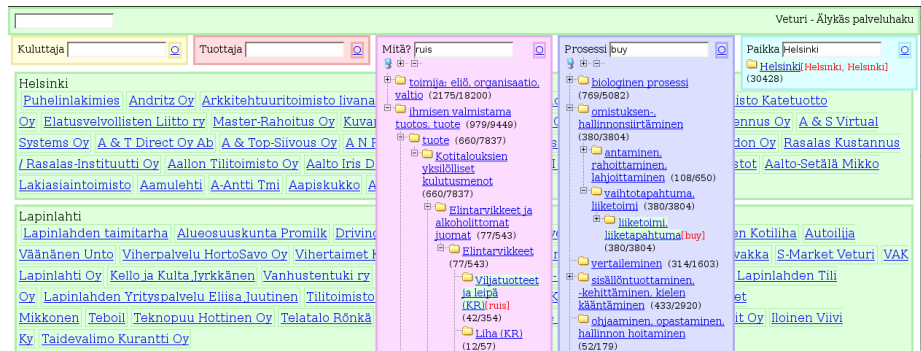 Veturi - Älykäs palveluhaku
Kuluttaja O
Tuottaja O
Mitä? ruis O
toimija: eliö, organisaatio, valtio (2175/18200)
ihmisen valmistama tuotos, tuote (979/9449)
tuote (660/7837)
Kotitalouksien yksilölliset kulutusmenot (660/7837)
Elintarvikkeet ja alkoholittomat juomat (77/543)
Elintarvikkeet (77/543)
Viljatuotteet ja leipä (KR)[ruis] (42/354)
Liha (KR) (12/57)
Prosessi buy O
biologinen prosessi (769/5082)
omistuksen-, hallinnonsiirtäminen (380/3804)
antaminen, rahoittaminen, lahjoittaminen (108/650)
vaihtotapahtuma, liiketoimi (380/3804)
liiketoimi, liiketapahtuma[buy] (380/3804)
vertaileminen (314/1603)
sisällöntuottaminen, -kehittäminen, kielen kääntäminen (433/2920)
ohjaaminen, opastaminen, hallinnon hoitaminen (52/179)
Paikka Helsinki O
Helsinki[Helsinki, Helsinki] (30428)
Helsinki
Puhelinlakimies Andritz Oy Arkkitehtuuritoimisto Iivana isto Katetuotto
Oy Elatusvelvollisten Liitto ry Master-Rahoitus Oy Kuvap ennus Oy A & S Virtual
Systems Oy A & T Direct Oy Ab A & Top-Siivous Oy A N R don Oy Rasalas Kustannus
/ Rasalas-Instituutti Oy Aallon Tilitoimisto Oy Aalto Iris D stot Aalto-Setälä Mikko
Lakiasiaintoimisto Aamulehti A-Antti Tmi Aapiskukko A
Lapinlahti
Lapinlahden taimitarha Alueosuuskunta Promilk Drivin en Kotiliha Autoilija
Väänänen Unto Viherpalvelu HortoSavo Oy Vihertaimet K vakka S-Market Veturi VAK
Lapinlahti Oy Kello ja Kulta Jyrkkänen Vanhustentuki ry Lapinlahden Tili
Oy Lapinlahden Yrityspalvelu Eliisa Juutinen Tilitoimisto et
Mikkonen Teboil Teknopuu Hottinen Oy Telatalo Rönkä it Oy Iloinen Viivi
Ky Taidevalimo Kurantti Oy